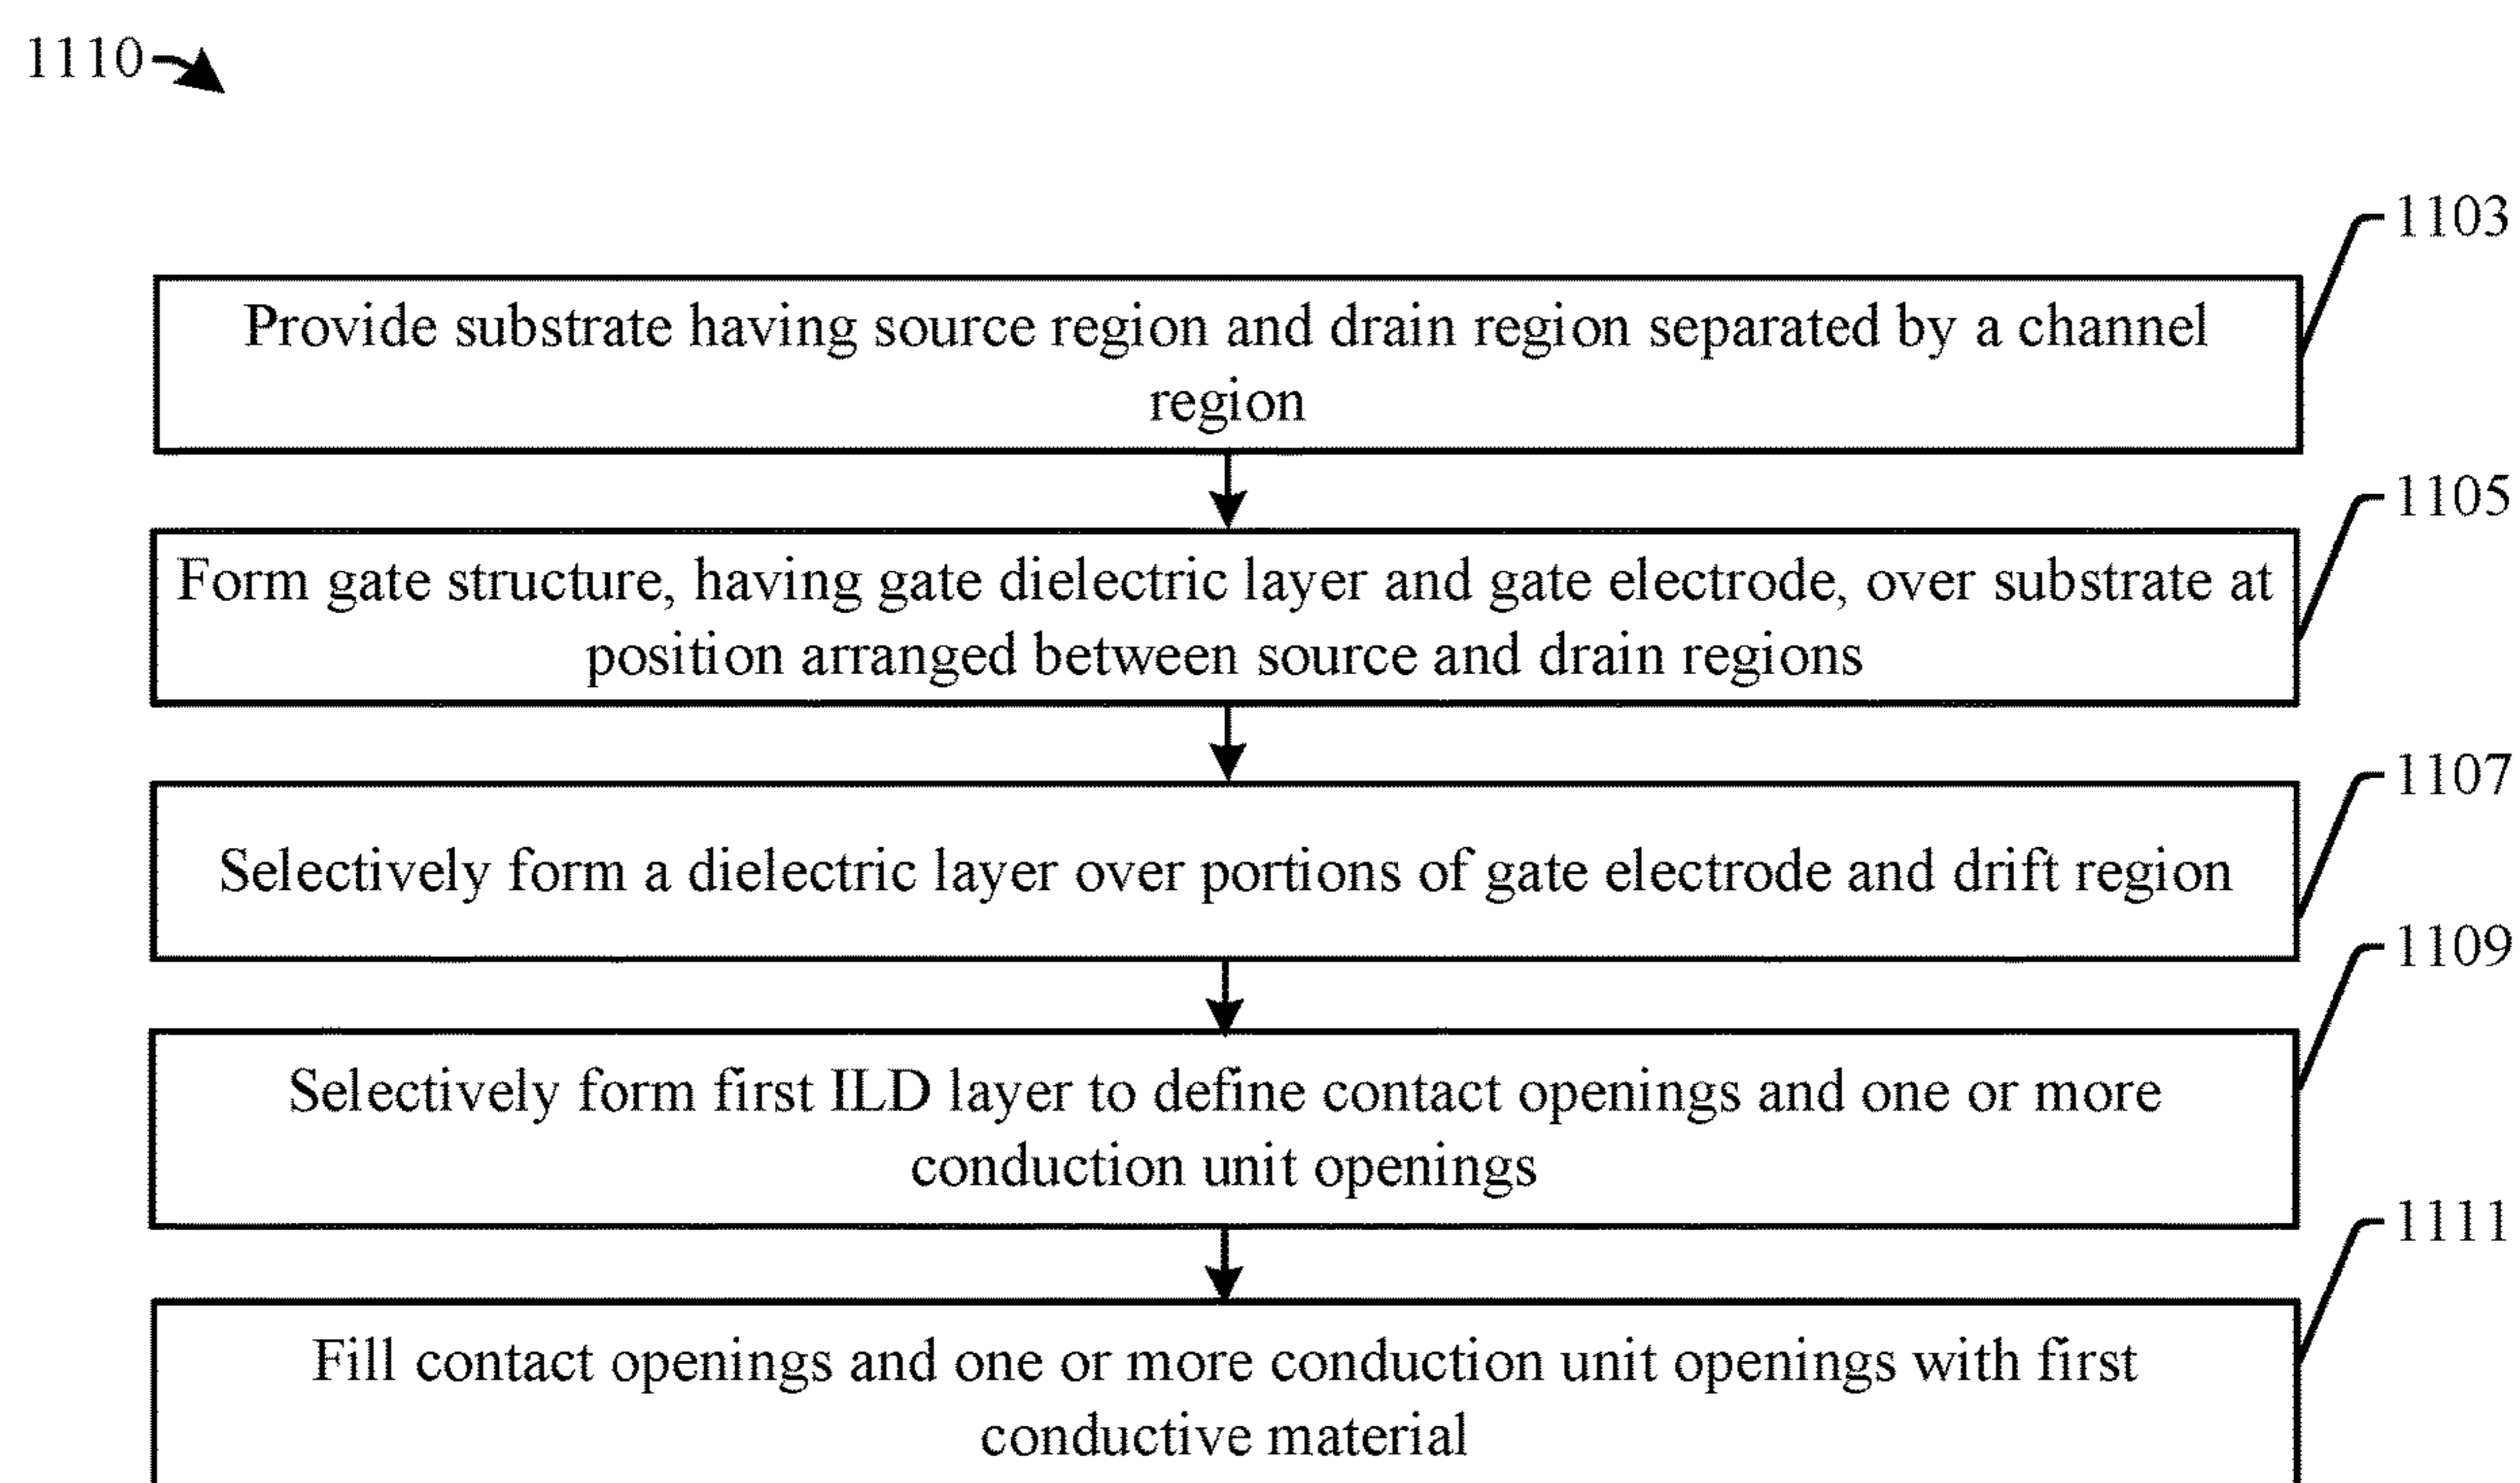 1110
1103
Provide substrate having source region and drain region separated by a channel
region
1105
Form gate structure, having gate dielectric layer and gate electrode, over substrate at
position arranged between source and drain regions
1107
Selectively form a dielectric layer over portions of gate electrode and drift region
1109
Selectively form first ILD layer to define contact openings and one or more
conduction unit openings
1111
Fill contact openings and one or more conduction unit openings with first
conductive material